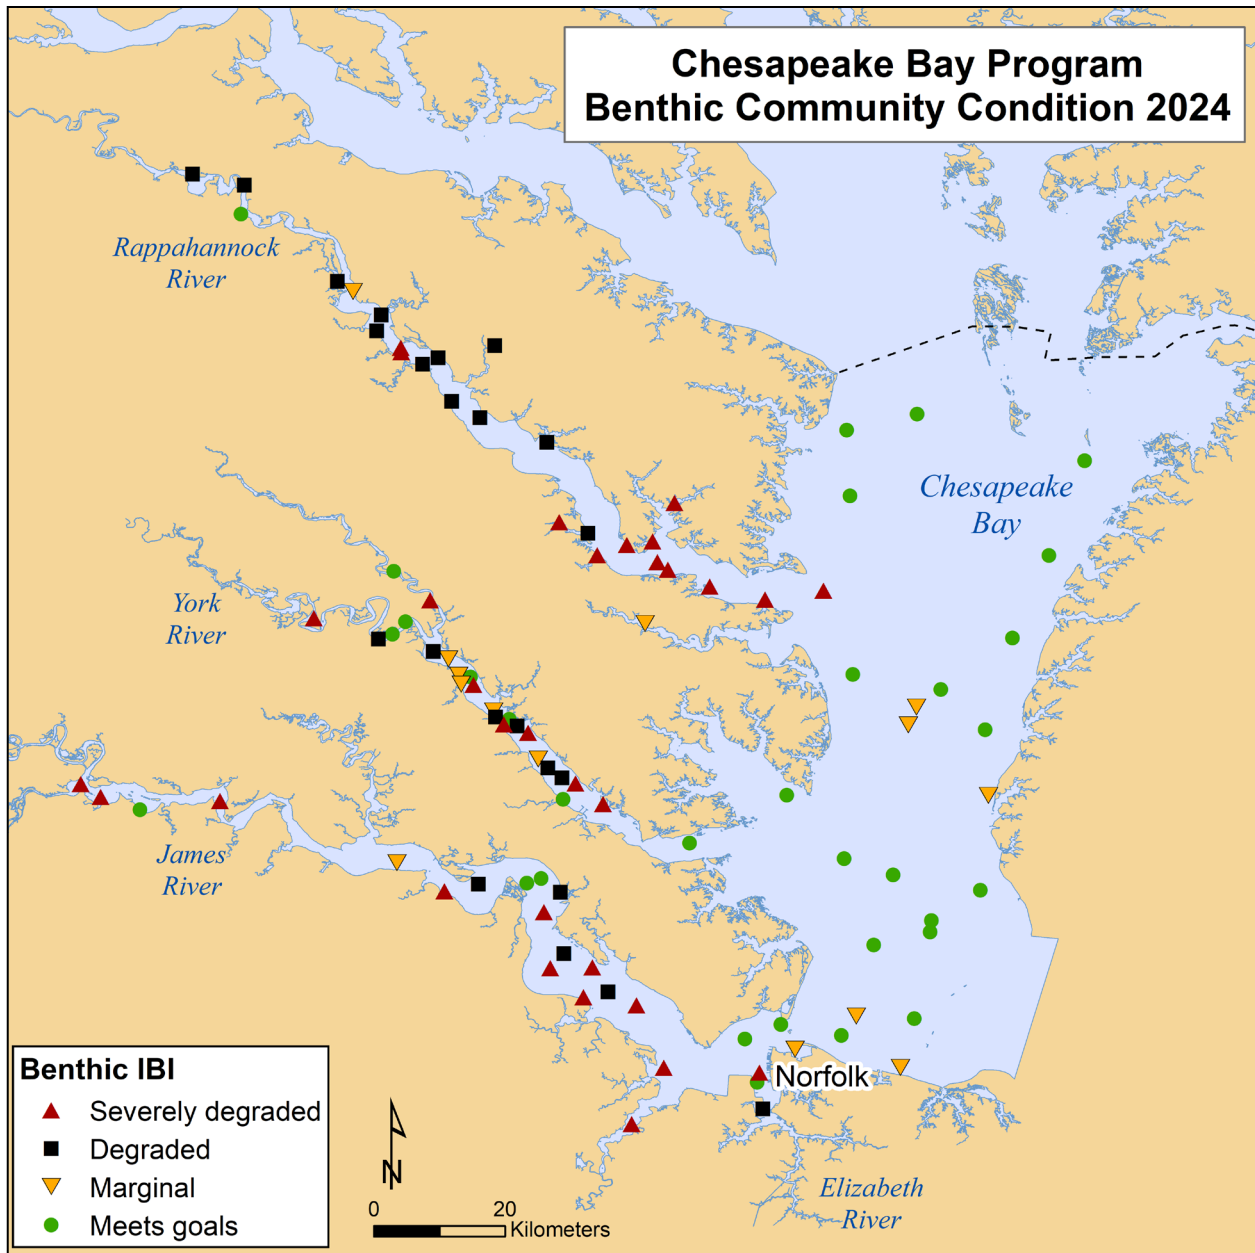 Chesapeake Bay Program
Benthic Community Condition 2024
Rappahannock
River
Chesapeake
Bay
York
River
James
River
Norfolk
Elizabeth
River
Benthic IBI
Severely degraded
Degraded
Marginal
Meets goals
N
0 20
Kilometers